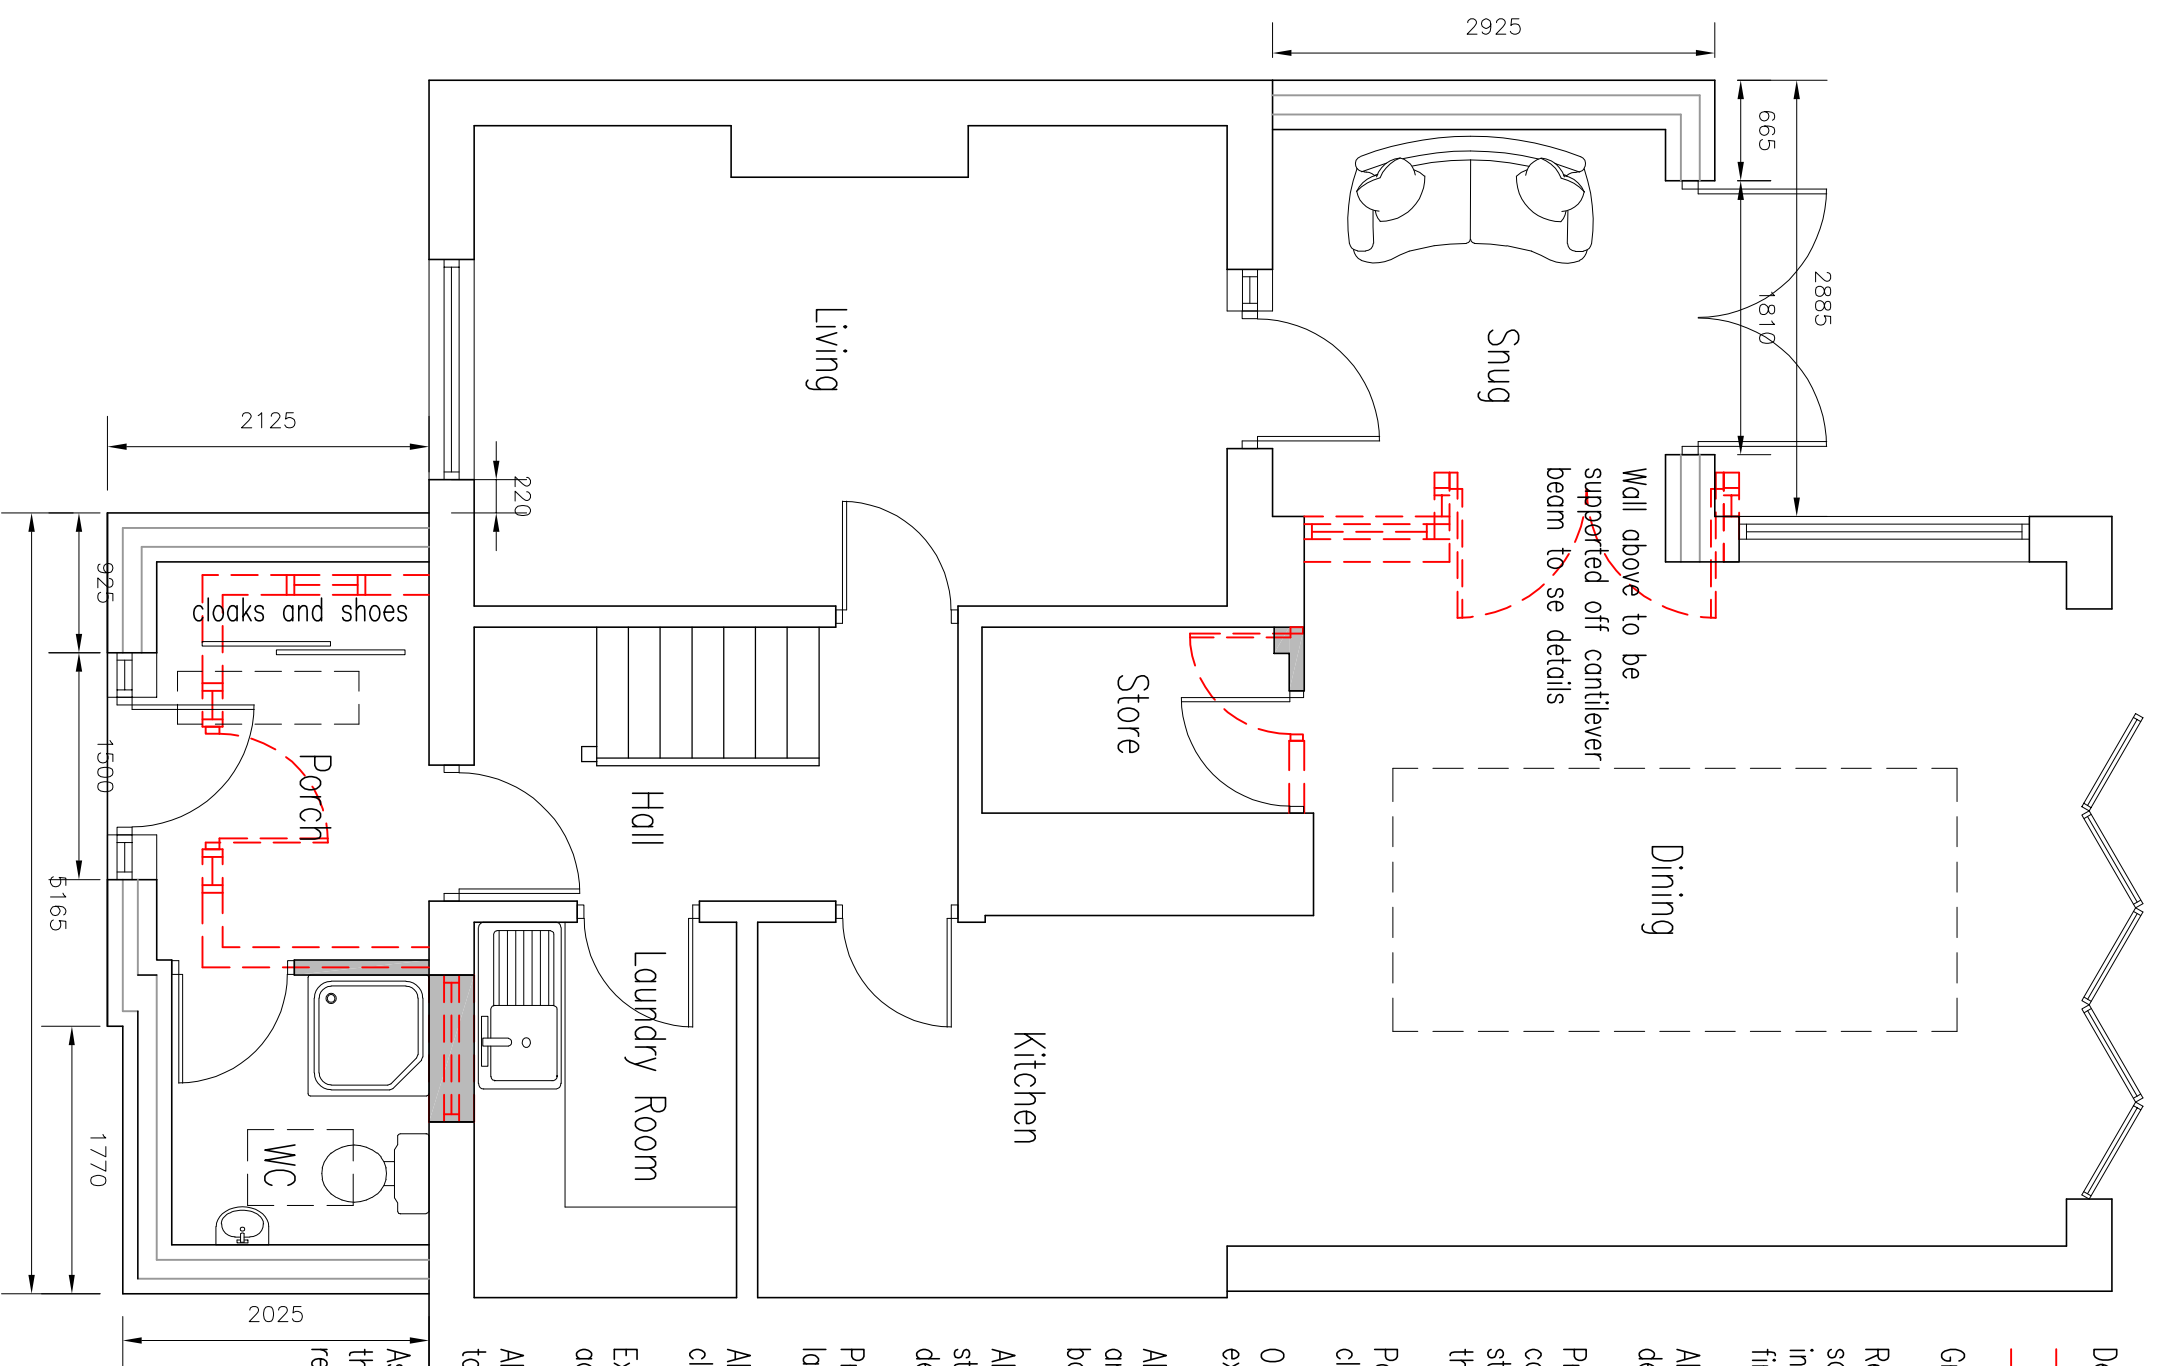 2925
665
2885
1810
Snug
Wall above to be
supported off cantilever
beam to se details
Living
2125
220
925
cloaks and shoes
1500
Porch
5165
Hall
Store
Dining
Kitchen
Laundry Room
WC
1770
2025